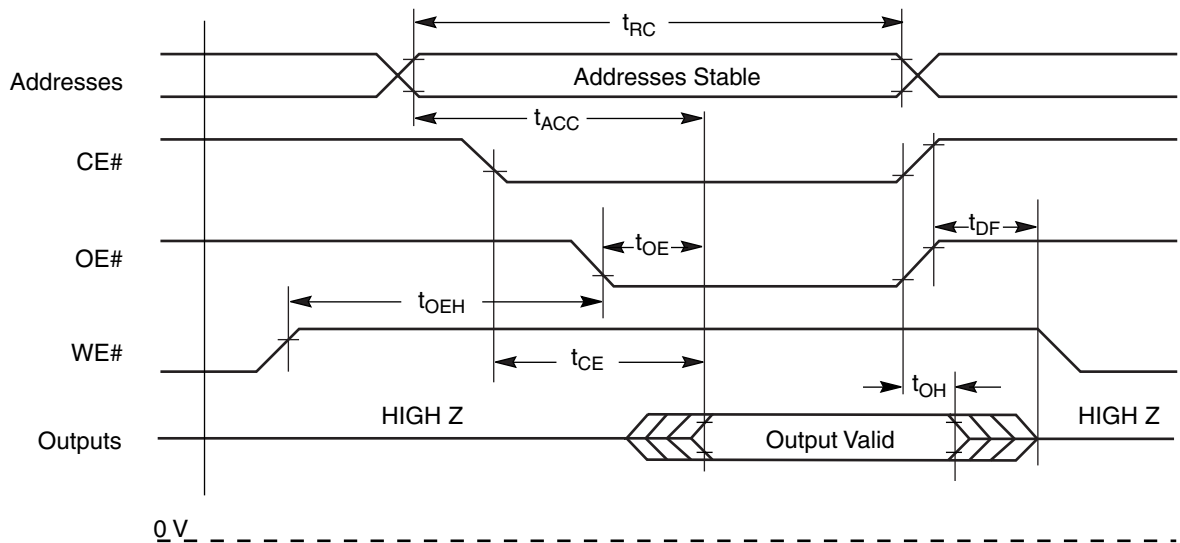 tRC
Addresses
Addresses Stable
tACC
CE#
tDF
OE#
tOE
tOEH
WE#
tCE
tOH
HIGH Z
HIGH Z
Outputs
Output Valid
0 V